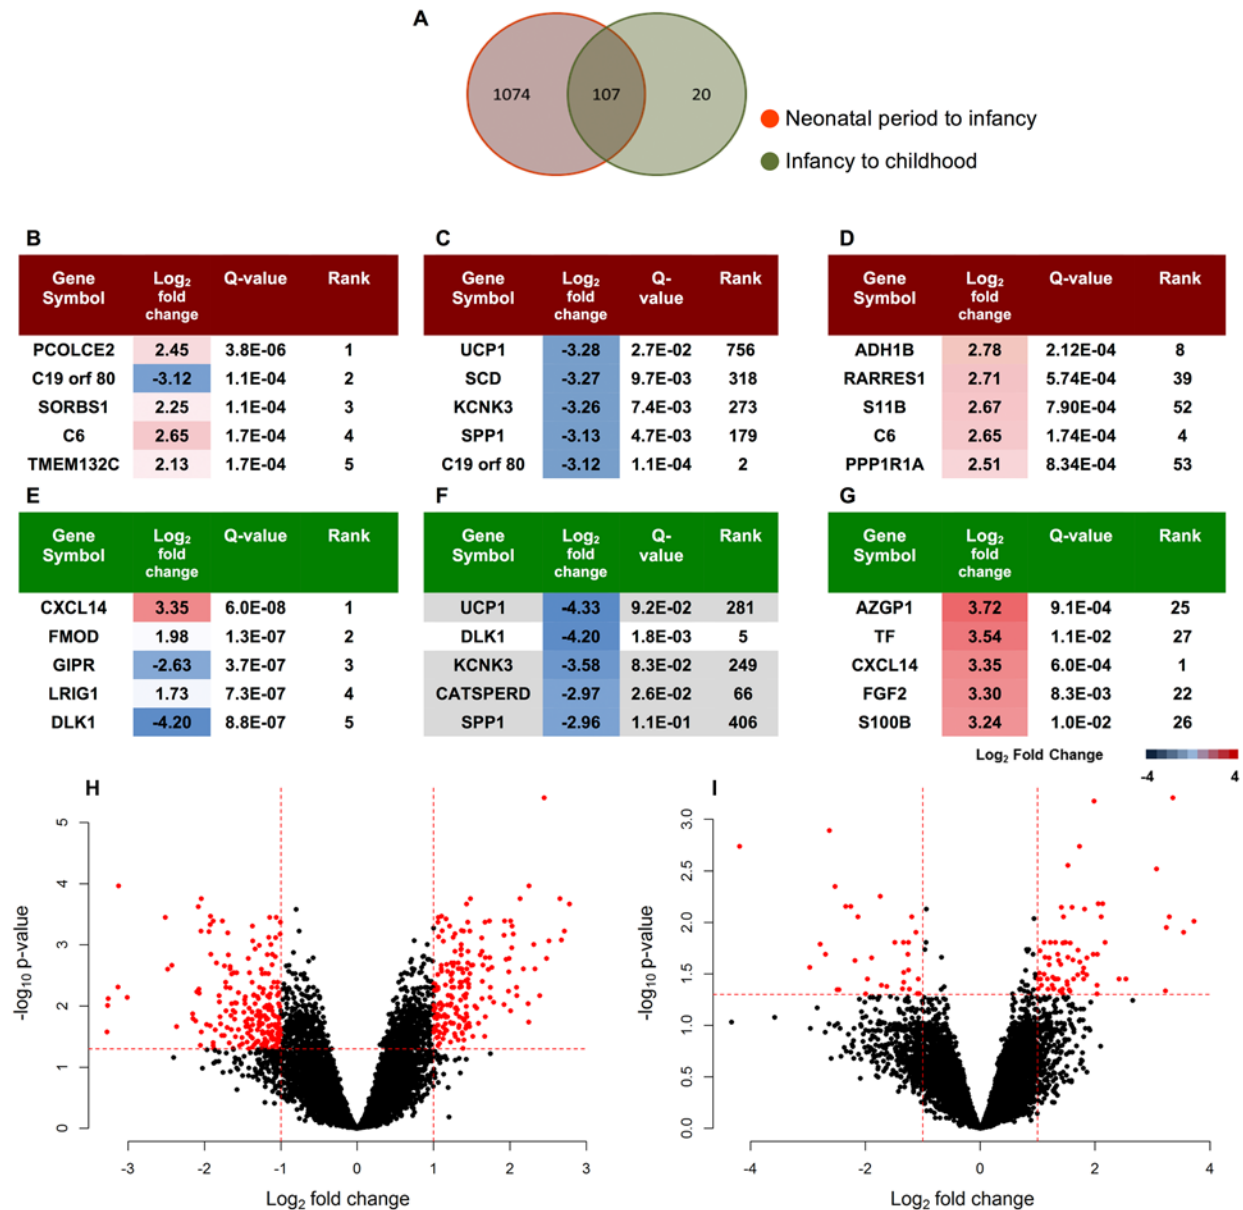 A
1074 107 20
Neonatal period to infancy
Infancy to childhood
B
Gene Symbol Log2 fold change Q-value Rank
PCOLCE2 2.45 3.8E-06 1
C19 orf 80 -3.12 1.1E-04 2
SORBS1 2.25 1.1E-04 3
C6 2.65 1.7E-04 4
TMEM132C 2.13 1.7E-04 5
C
Gene Symbol Log2 fold change Q-value Rank
UCP1 -3.28 2.7E-02 756
SCD -3.27 9.7E-03 318
KCNK3 -3.26 7.4E-03 273
SPP1 -3.13 4.7E-03 179
C19 orf 80 -3.12 1.1E-04 2
D
Gene Symbol Log2 fold change Q-value Rank
ADH1B 2.78 2.12E-04 8
RARRES1 2.71 5.74E-04 39
S11B 2.67 7.90E-04 52
C6 2.65 1.74E-04 4
PPP1R1A 2.51 8.34E-04 53
E
Gene Symbol Log2 fold change Q-value Rank
CXCL14 3.35 6.0E-08 1
FMOD 1.98 1.3E-07 2
GIPR -2.63 3.7E-07 3
LRIG1 1.73 7.3E-07 4
DLK1 -4.20 8.8E-07 5
F
Gene Symbol Log2 fold change Q-value Rank
UCP1 -4.33 9.2E-02 281
DLK1 -4.20 1.8E-03 5
KCNK3 -3.58 8.3E-02 249
CATSPERD -2.97 2.6E-02 66
SPP1 -2.96 1.1E-01 406
G
Gene Symbol Log2 fold change Q-value Rank
AZGP1 3.72 9.1E-04 25
TF 3.54 1.1E-02 27
CXCL14 3.35 6.0E-04 1
FGF2 3.30 8.3E-03 22
S100B 3.24 1.0E-02 26
Log2 Fold Change
-4 4
H
-log10 p-value
5
4
3
2
1
0
-3 -2 -1 0 1 2 3
Log2 fold change
I
-log10 p-value
3.0
2.5
2.0
1.5
1.0
0.5
0.0
-4 -2 0 2 4
Log2 fold change